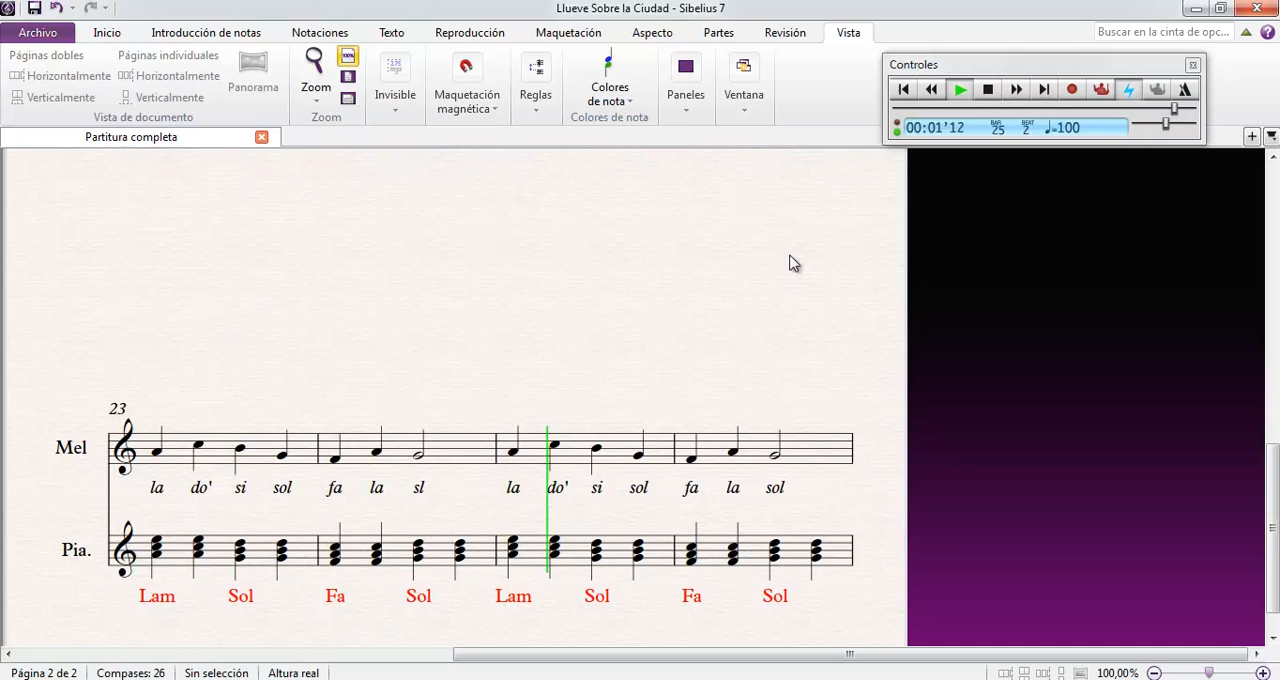 Llueve Sobre la Ciudad - Sibelius 7
Archivo Inicio Introducción de notas Notaciones Texto Reproducción Maquetación Aspecto Partes Revisión Vista Buscar en la cinta de opc...
Páginas dobles
Horizontalmente
Verticalmente
Páginas individuales
Horizontalmente
Verticalmente
Panorama
Vista de documento
Zoom
100%
Zoom
Invisible
Magnetación
magnética
Reglas
Colores
de nota
Colores de nota
Paneles
Ventana
Controles
00:01'12 BAR 25 BEAT 2 ♩=100
Partitura completa
23
Mel
la do' si sol fa la sl la do' si sol fa la sol
Pia.
Lam Sol Fa Sol Lam Sol Fa Sol
Página 2 de 2 Compases: 26 Sin selección Altura real 100,00%